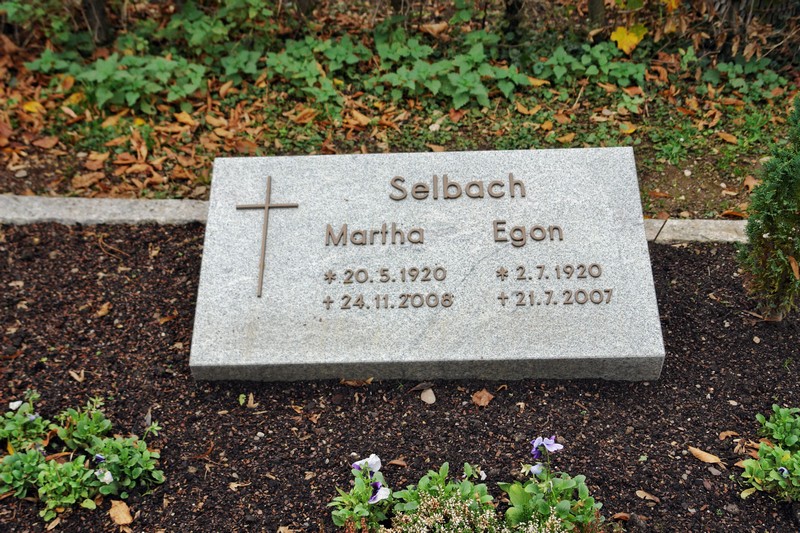 Selbach
Martha Egon
* 20.5.1920 * 2.7.1920
† 24.11.2008 † 21.7.2007